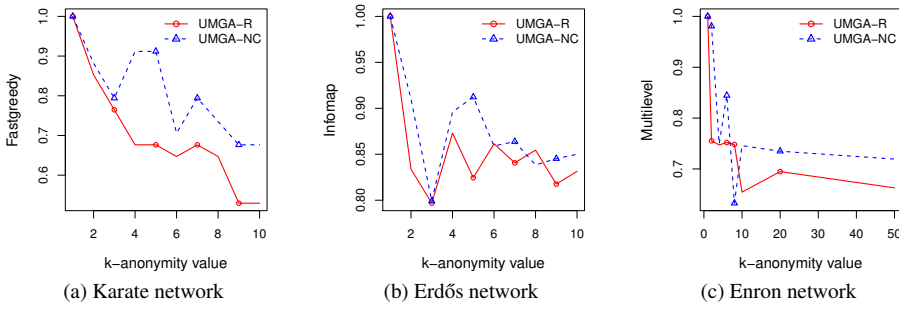 Fastgreedy
1.0
0.9
0.8
0.7
0.6
2 4 6 8 10
k−anonymity value
UMGA−R
UMGA−NC
(a) Karate network
Infomap
1.00
0.95
0.90
0.85
0.80
2 4 6 8 10
k−anonymity value
UMGA−R
UMGA−NC
(b) Erdős network
Multilevel
1.0
0.9
0.8
0.7
0 10 20 30 40 50
k−anonymity value
UMGA−R
UMGA−NC
(c) Enron network